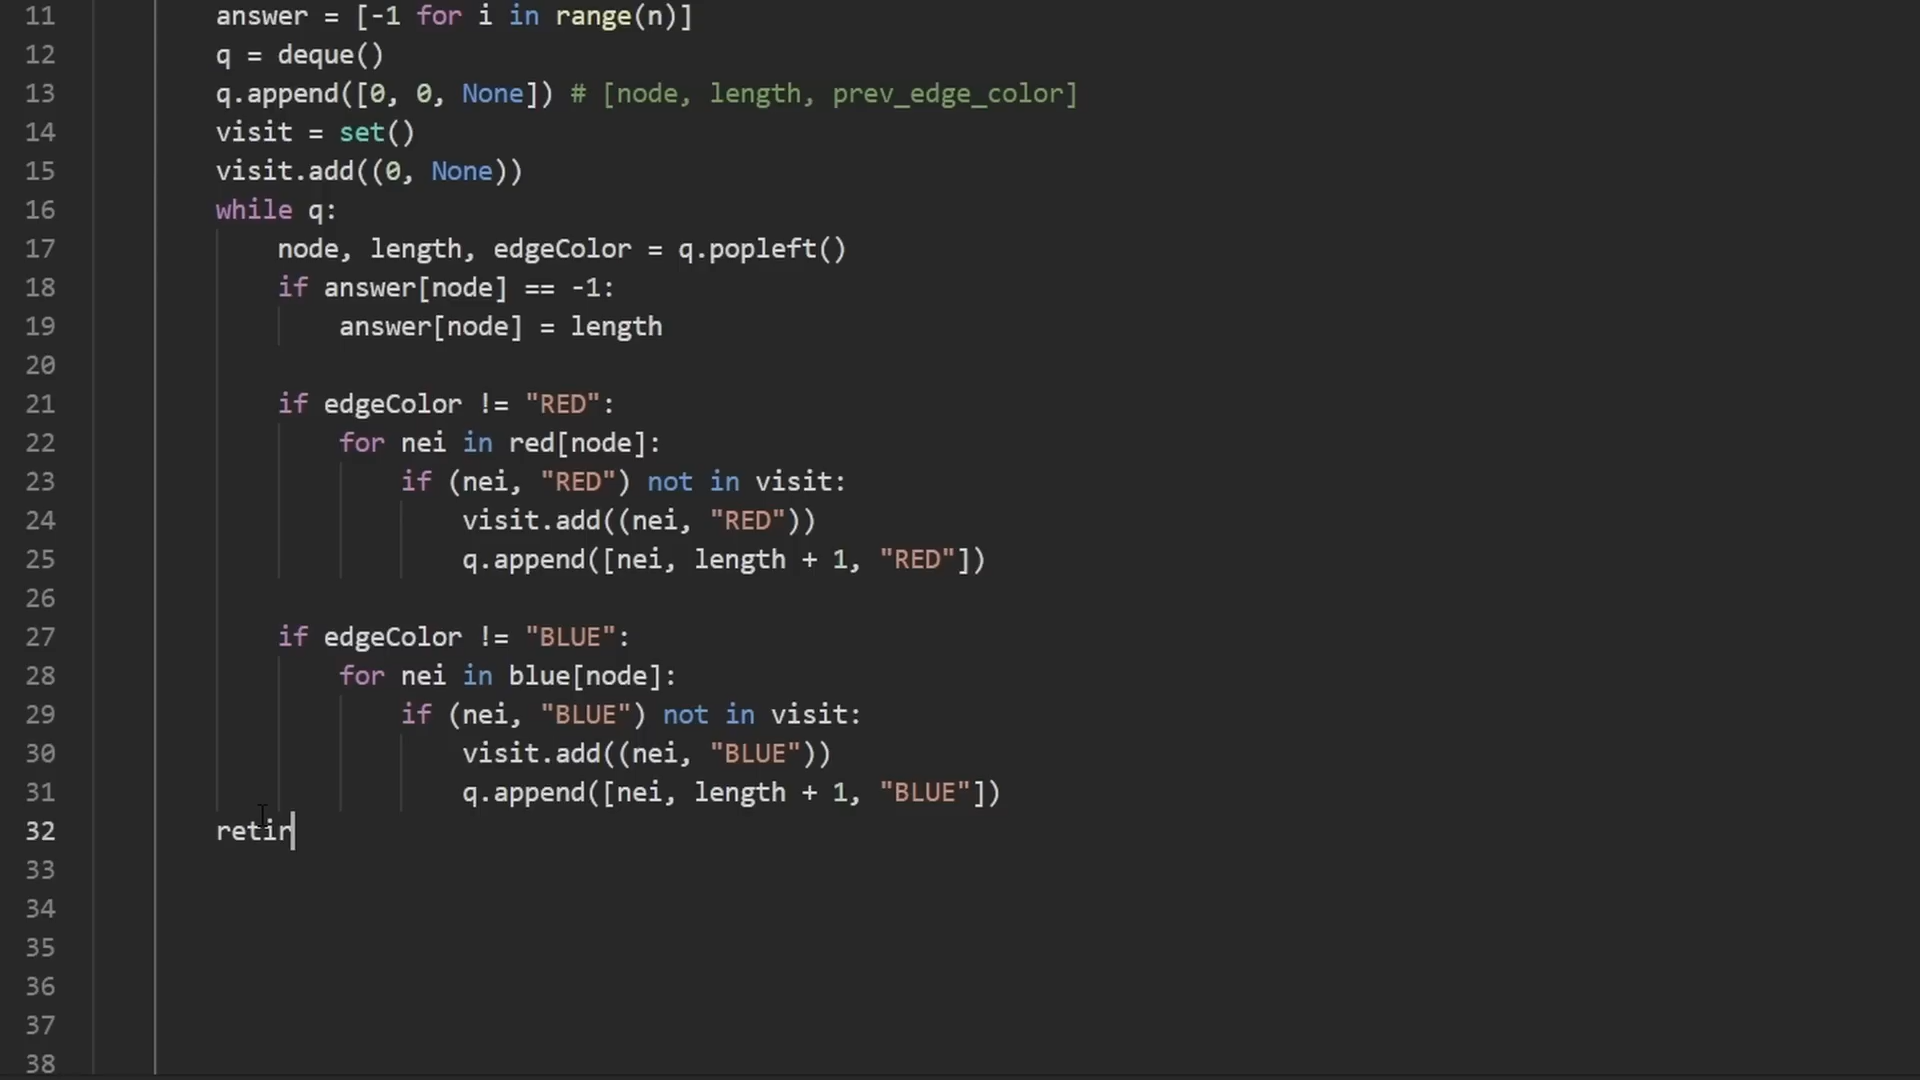 11 answer = [-1 for i in range(n)]
12 q = deque()
13 q.append([0, 0, None]) # [node, length, prev_edge_color]
14 visit = set()
15 visit.add((0, None))
16 while q:
17 node, length, edgeColor = q.popleft()
18 if answer[node] == -1:
19 answer[node] = length
20
21 if edgeColor != "RED":
22 for nei in red[node]:
23 if (nei, "RED") not in visit:
24 visit.add((nei, "RED"))
25 q.append([nei, length + 1, "RED"])
26
27 if edgeColor != "BLUE":
28 for nei in blue[node]:
29 if (nei, "BLUE") not in visit:
30 visit.add((nei, "BLUE"))
31 q.append([nei, length + 1, "BLUE"])
32 retir
33
34
35
36
37
38